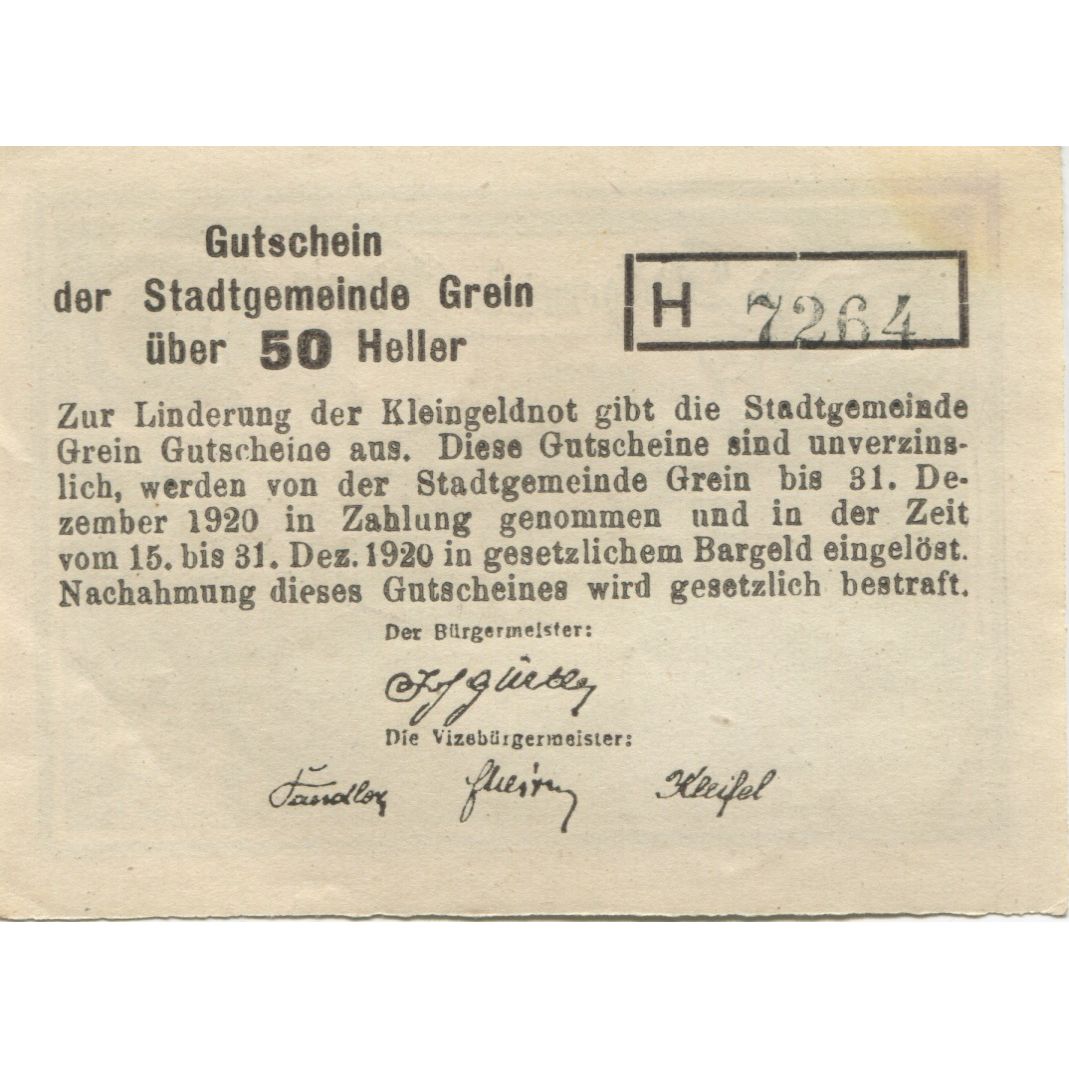 Gutschein
der Stadtgemeinde Grein
über 50 Heller
H 7264
Zur Linderung der Kleingeldnot gibt die Stadtgemeinde
Grein Gutscheine aus. Diese Gutscheine sind unverzins-
lich, werden von der Stadtgemeinde Grein bis 31. De-
zember 1920 in Zahlung genommen und in der Zeit
vom 15. bis 31. Dez. 1920 in gesetzlichem Bargeld eingelöst.
Nachahmung dieses Gutscheines wird gesetzlich bestraft.
Der Bürgermeister:
Die Vizebürgermeister: